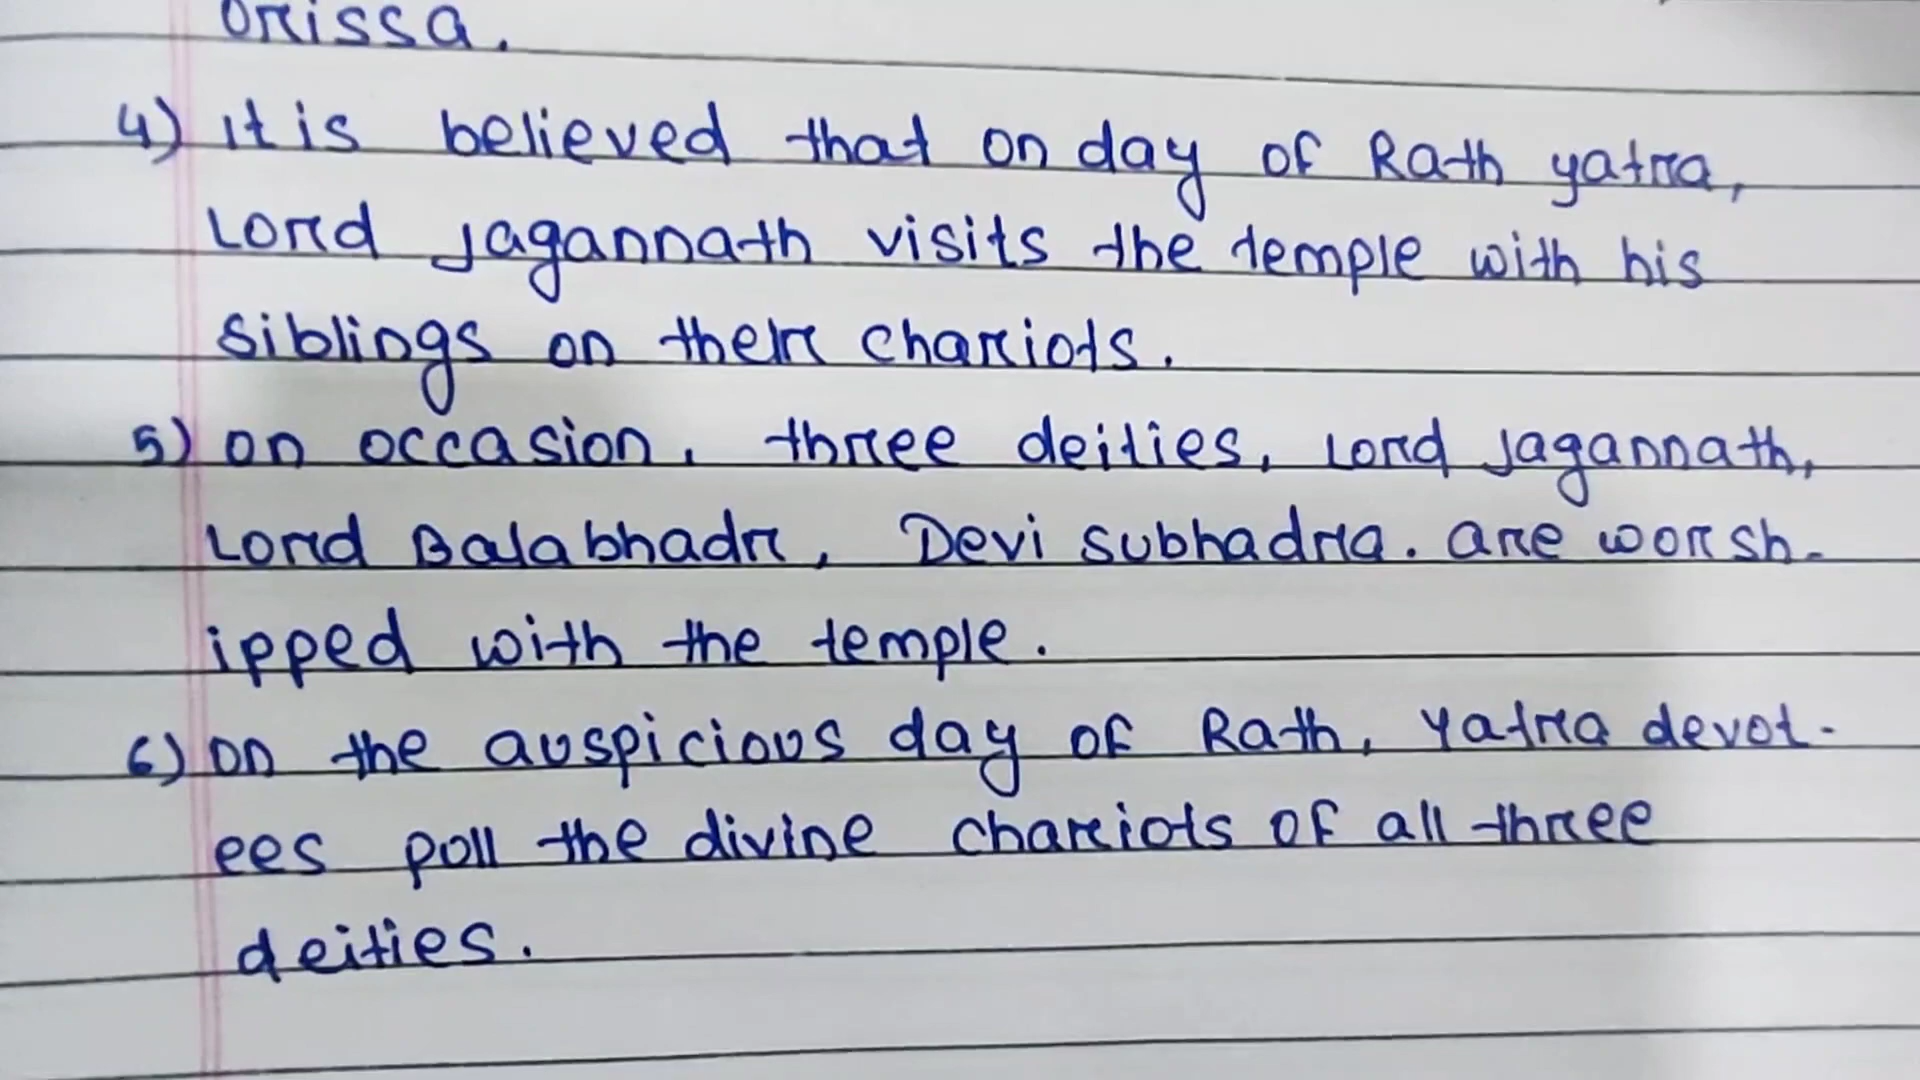 Orissa.
4) It is believed that on day of Rath yatra,
Lord Jagannath visits the temple with his
siblings on their chariots.
5) on occasion, three deities, Lord Jagannath,
Lord Balabhadr, Devi subhadra. are worsh-
ipped with the temple.
6) on the auspicious day of Rath, Yatra devot-
ees poll the divine chariots of all three
deities.